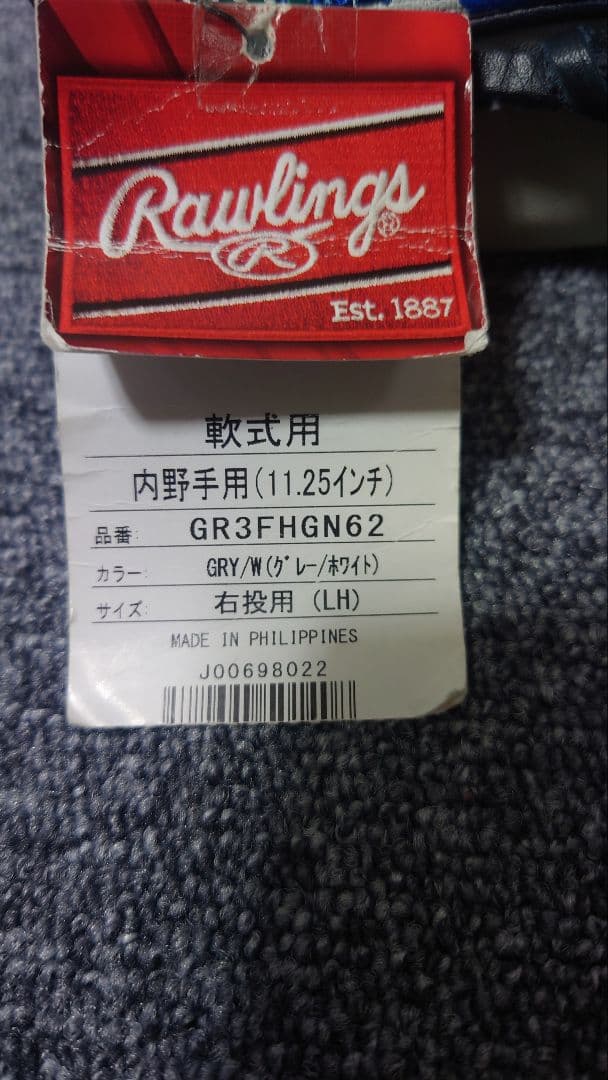 Rawlings®
R
Est. 1887
軟式用
内野手用(11.25インチ)
品番: GR3FHGN62
カラー: GRY/W(グレー/ホワイト)
サイズ: 右投用 (LH)
MADE IN PHILIPPINES
J00698022